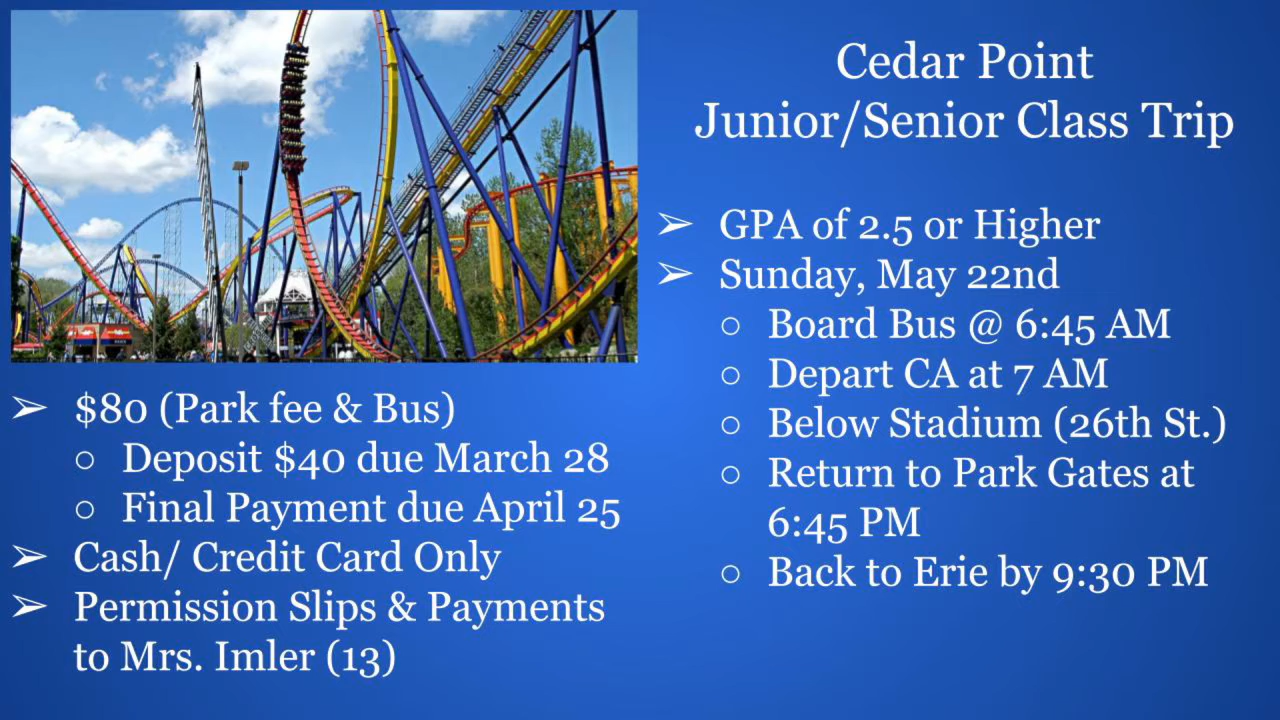 Cedar Point
Junior/Senior Class Trip
➢ $80 (Park fee & Bus)
○ Deposit $40 due March 28
○ Final Payment due April 25
➢ Cash/ Credit Card Only
➢ Permission Slips & Payments
to Mrs. Imler (13)
➢ GPA of 2.5 or Higher
➢ Sunday, May 22nd
○ Board Bus @ 6:45 AM
○ Depart CA at 7 AM
○ Below Stadium (26th St.)
○ Return to Park Gates at
6:45 PM
○ Back to Erie by 9:30 PM